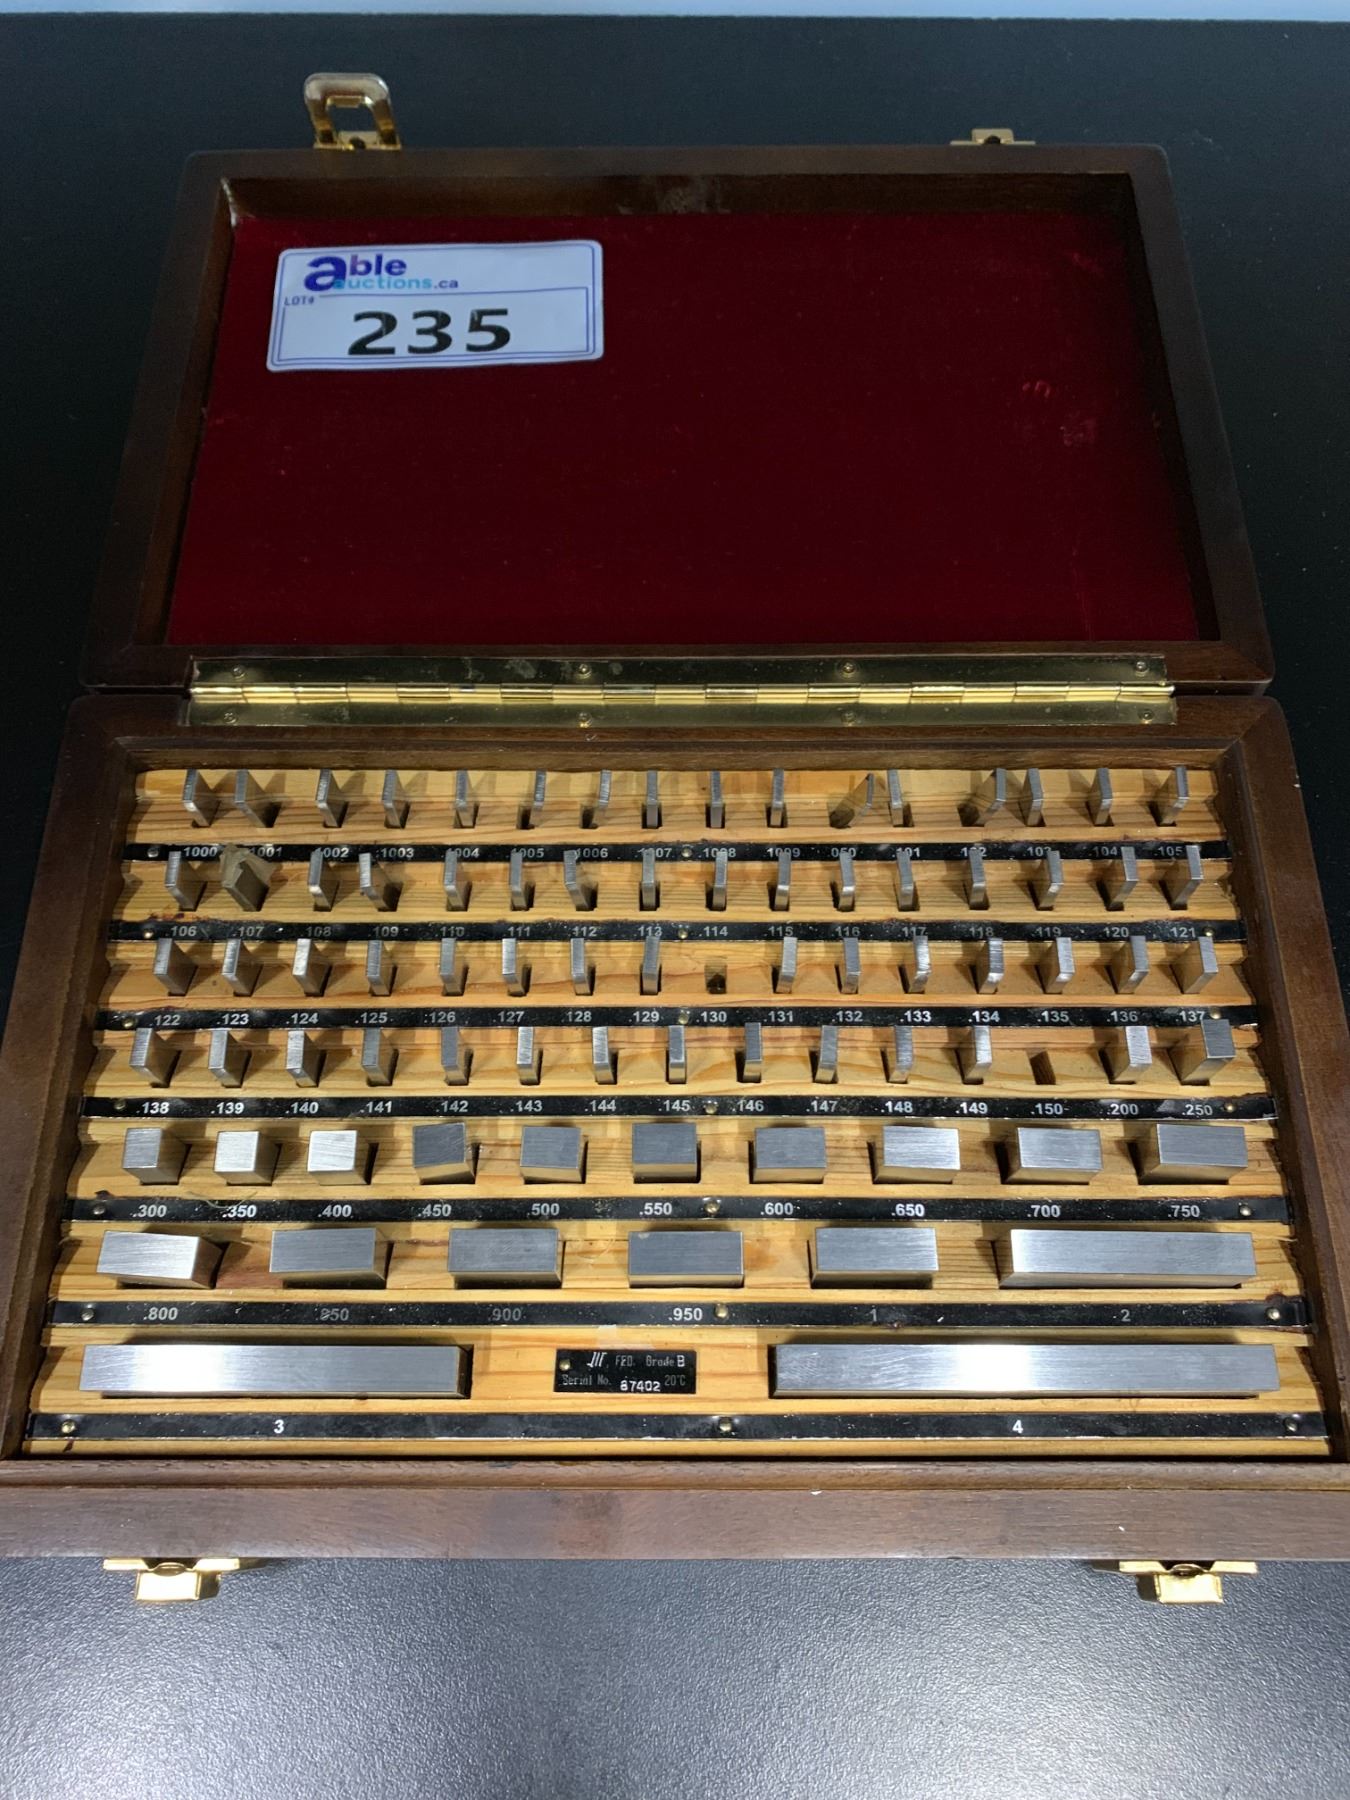 able
auctions.ca
LOT#
235
.1000 .1001 .1002 .1003 .1004 .1005 .1006 .1007 .1008 .1009 .050 .101 .102 .103 .104 .105
.106 .107 .108 .109 .110 .111 .112 .113 .114 .115 .116 .117 .118 .119 .120 .121
.122 .123 .124 .125 .126 .127 .128 .129 .130 .131 .132 .133 .134 .135 .136 .137
.138 .139 .140 .141 .142 .143 .144 .145 .146 .147 .148 .149 .150 .200 .250
.300 .350 .400 .450 .500 .550 .600 .650 .700 .750
.800 .850 .900 .950 1 2
FED. Grade B
Serial No. 87402 20°C
3 4